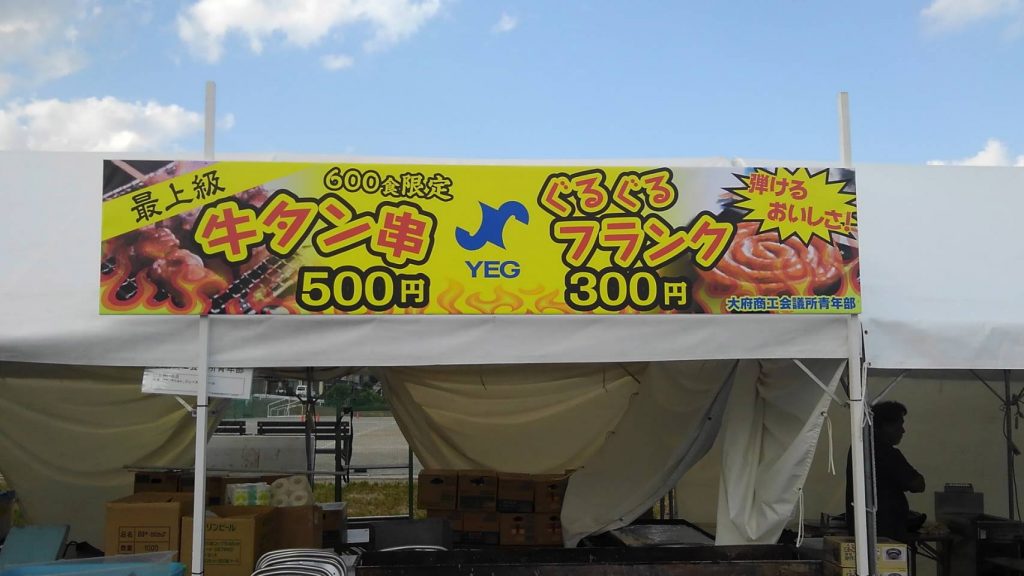 最上級
600食限定
牛タン串
500円
YEG
ぐるぐる
フランク
300円
弾ける
おいしさ!
大府商工会議所青年部